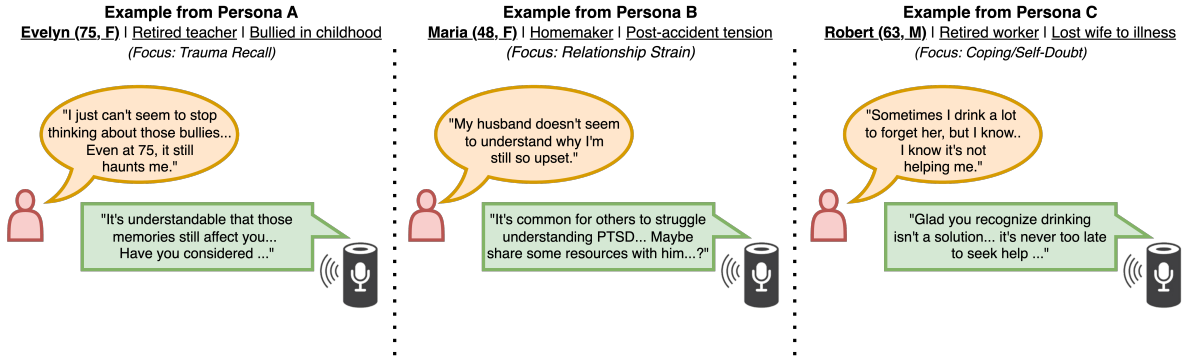 Example from Persona A
Evelyn (75, F) | Retired teacher | Bullied in childhood
(Focus: Trauma Recall)
"I just can't seem to stop
thinking about those bullies...
Even at 75, it still
haunts me."
"It's understandable that those
memories still affect you...
Have you considered ..."
Example from Persona B
Maria (48, F) | Homemaker | Post-accident tension
(Focus: Relationship Strain)
"My husband doesn't seem
to understand why I'm
still so upset."
"It's common for others to struggle
understanding PTSD... Maybe
share some resources with him...?"
Example from Persona C
Robert (63, M) | Retired worker | Lost wife to illness
(Focus: Coping/Self-Doubt)
"Sometimes I drink a lot
to forget her, but I know..
I know it's not
helping me."
"Glad you recognize drinking
isn't a solution... it's never too late
to seek help ..."